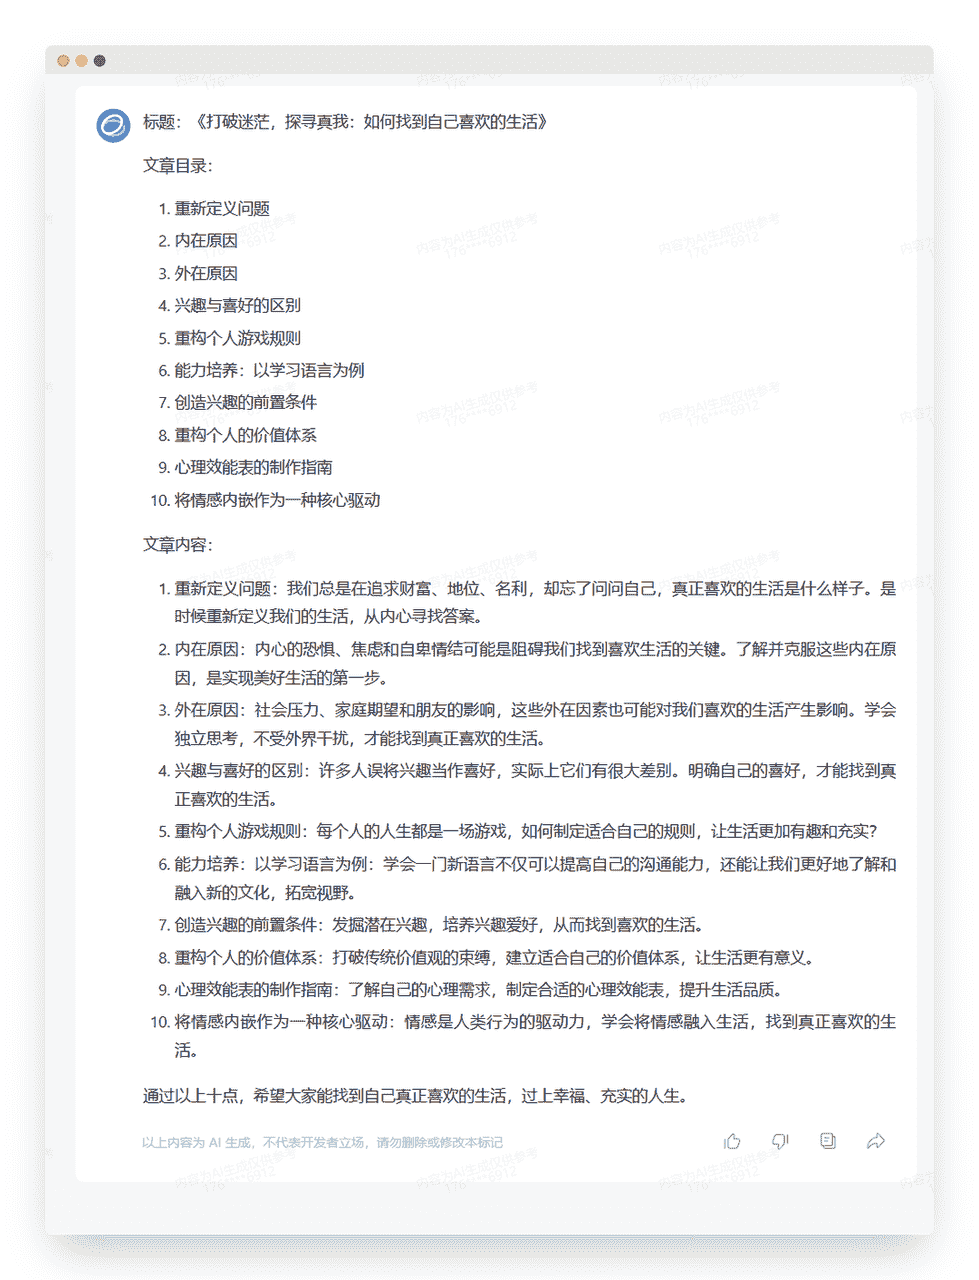 标题：《打破迷茫，探寻真我：如何找到自己喜欢的生活》
文章目录：
1. 重新定义问题
2. 内在原因
3. 外在原因
4. 兴趣与喜好的区别
5. 重构个人游戏规则
6. 能力培养：以学习语言为例
7. 创造兴趣的前置条件
8. 重构个人的价值体系
9. 心理效能表的制作指南
10. 将情感内嵌作为一种核心驱动
文章内容：
1. 重新定义问题：我们总是在追求财富、地位、名利，却忘了问问自己，真正喜欢的生活是什么样子。是
时候重新定义我们的生活，从内心寻找答案。
2. 内在原因：内心的恐惧、焦虑和自卑情结可能是阻碍我们找到喜欢生活的关键。了解并克服这些内在原
因，是实现美好生活的第一步。
3. 外在原因：社会压力、家庭期望和朋友的影响，这些外在因素也可能对我们喜欢的生活产生影响。学会
独立思考，不受外界干扰，才能找到真正喜欢的生活。
4. 兴趣与喜好的区别：许多人误将兴趣当作喜好，实际上它们有很大差别。明确自己的喜好，才能找到真
正喜欢的生活。
5. 重构个人游戏规则：每个人的人生都是一场游戏，如何制定适合自己的规则，让生活更加有趣和充实？
6. 能力培养：以学习语言为例：学会一门新语言不仅可以提高自己的沟通能力，还能让我们更好地了解和
融入新的文化，拓宽视野。
7. 创造兴趣的前置条件：发掘潜在兴趣，培养兴趣爱好，从而找到喜欢的生活。
8. 重构个人的价值体系：打破传统价值观的束缚，建立适合自己的价值体系，让生活更有意义。
9. 心理效能表的制作指南：了解自己的心理需求，制定合适的心理效能表，提升生活品质。
10. 将情感内嵌作为一种核心驱动：情感是人类行为的驱动力，学会将情感融入生活，找到真正喜欢的生
活。
通过以上十点，希望大家能找到自己真正喜欢的生活，过上幸福、充实的人生。
以上内容为 AI 生成，不代表开发者立场，请勿删除或修改本标记
内容为AI生成仅供参考
176****6912